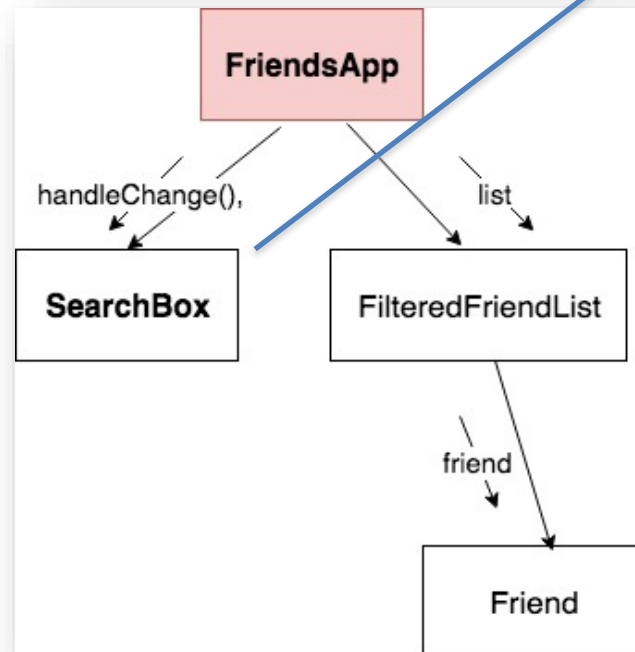 FriendsApp
handleChange(),
list
SearchBox
FilteredFriendList
friend
Friend